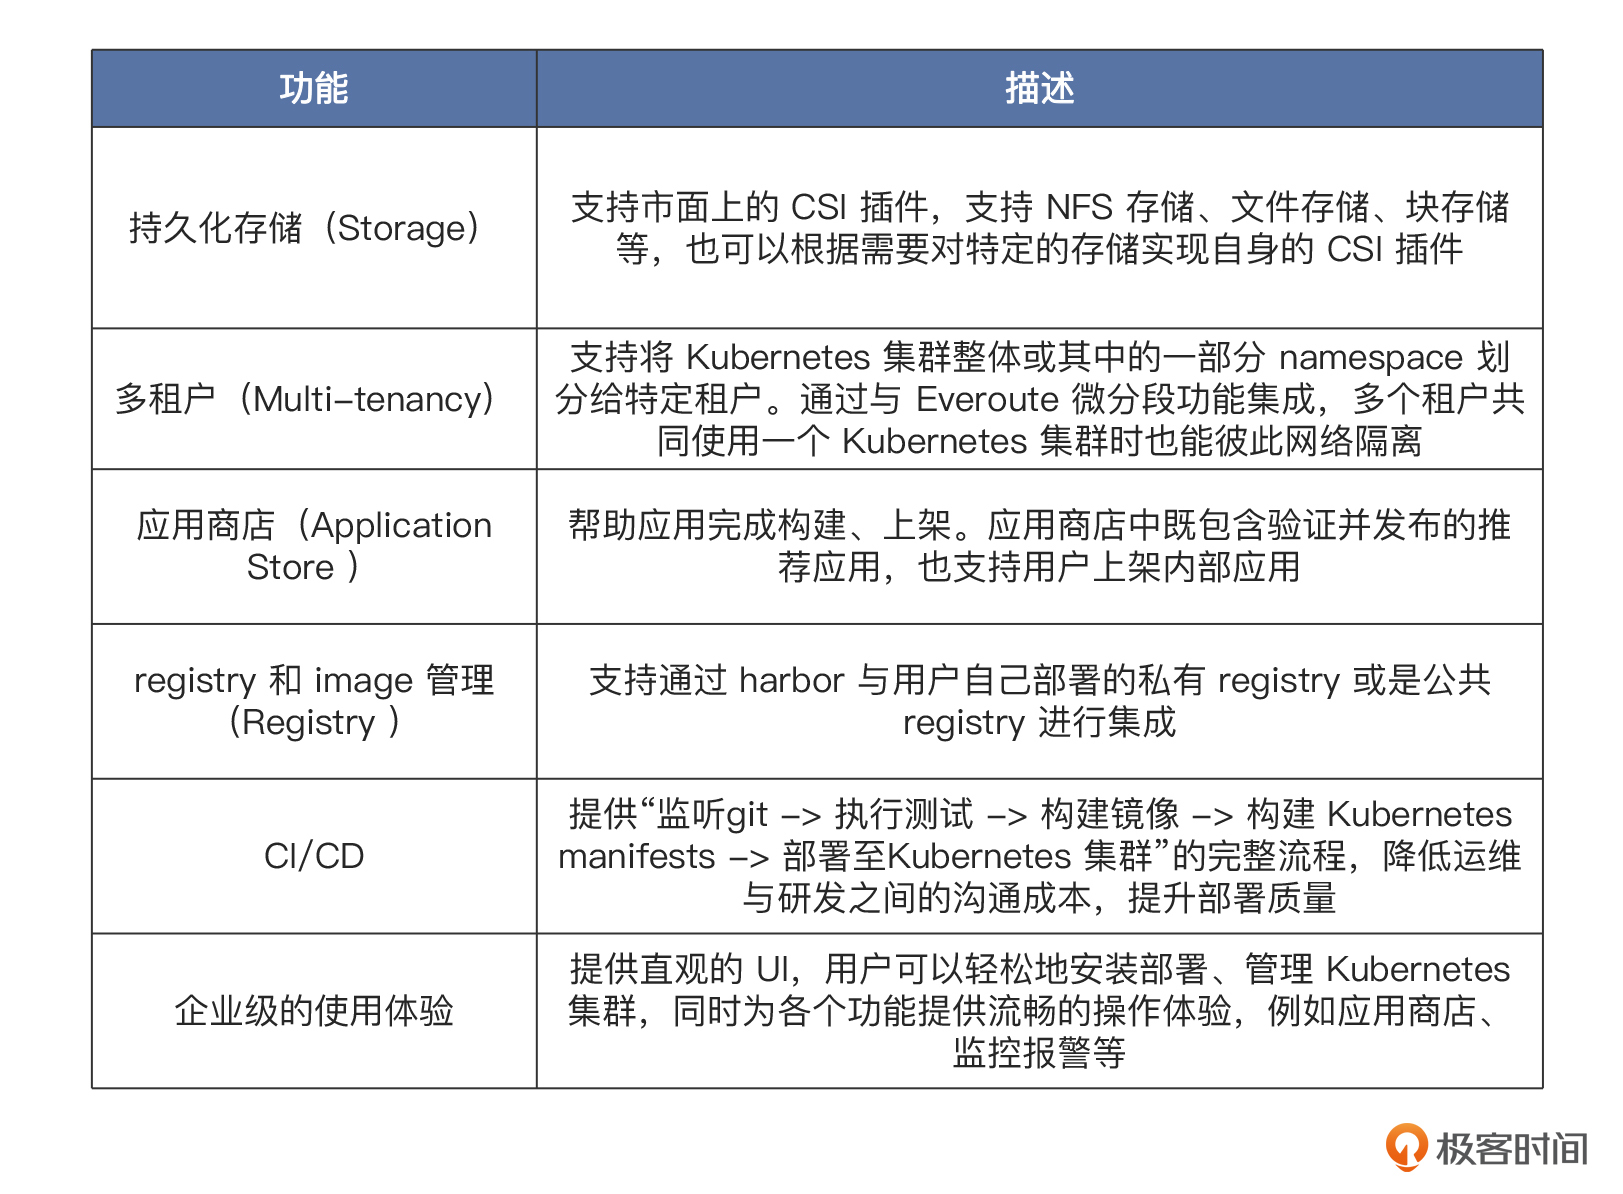 功能
描述
持久化存储（Storage）
支持市面上的 CSI 插件，支持 NFS 存储、文件存储、块存储
等，也可以根据需要对特定的存储实现自身的 CSI 插件
多租户（Multi-tenancy）
支持将 Kubernetes 集群整体或其中的一部分 namespace 划
分给特定租户。通过与 Everoute 微分段功能集成，多个租户共
同使用一个 Kubernetes 集群时也能彼此网络隔离
应用商店（Application
Store ）
帮助应用完成构建、上架。应用商店中既包含验证并发布的推
荐应用，也支持用户上架内部应用
registry 和 image 管理
（Registry ）
支持通过 harbor 与用户自己部署的私有 registry 或是公共
registry 进行集成
CI/CD
提供“监听git -> 执行测试 -> 构建镜像 -> 构建 Kubernetes
manifests -> 部署至Kubernetes 集群”的完整流程，降低运维
与研发之间的沟通成本，提升部署质量
企业级的使用体验
提供直观的 UI，用户可以轻松地安装部署、管理 Kubernetes
集群，同时为各个功能提供流畅的操作体验，例如应用商店、
监控报警等
极客时间